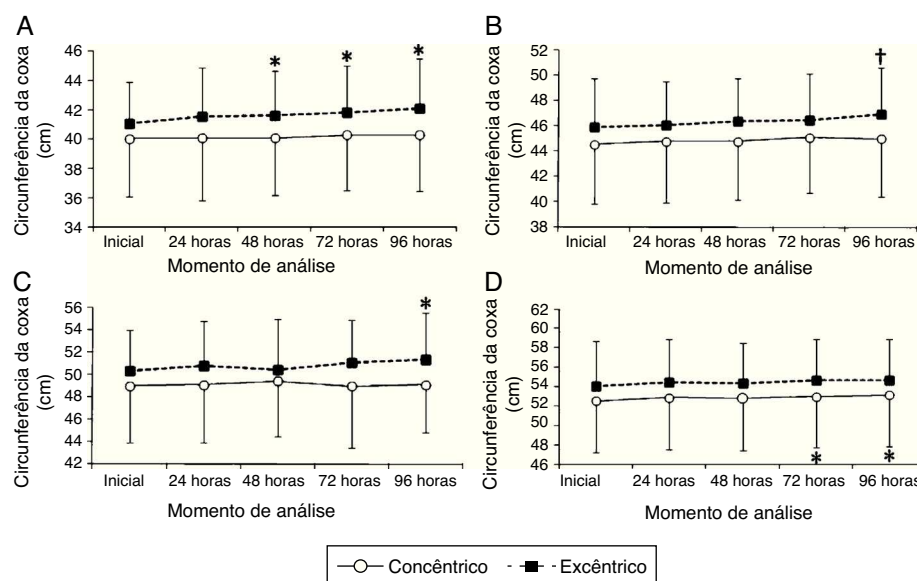 A
Circunferência da coxa
(cm)
46
44
42
40
38
36
34
*
*
*
Inicial 24 horas 48 horas 72 horas 96 horas
Momento de análise
B
Circunferência da coxa
(cm)
52
50
48
46
44
42
40
38
†
Inicial 24 horas 48 horas 72 horas 96 horas
Momento de análise
C
Circunferência da coxa
(cm)
56
54
52
50
48
46
44
42
*
Inicial 24 horas 48 horas 72 horas 96 horas
Momento de análise
D
Circunferência da coxa
(cm)
62
60
58
56
54
52
50
48
46
*
*
Inicial 24 horas 48 horas 72 horas 96 horas
Momento de análise
Concêntrico Excêntrico